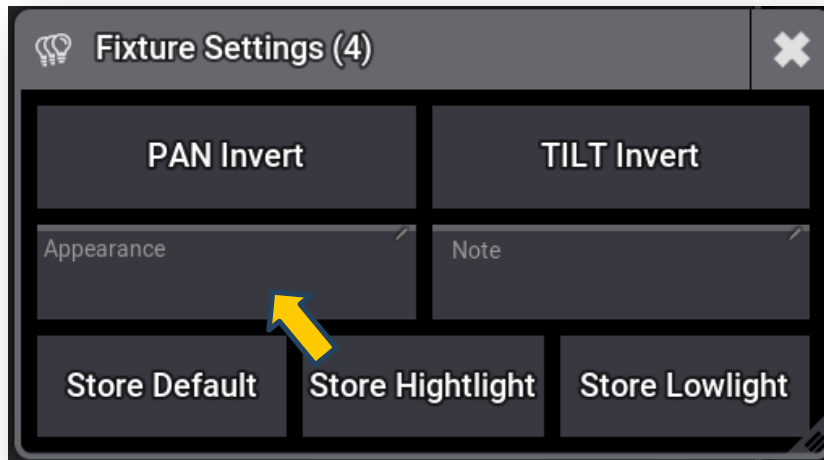 Fixture Settings (4)
PAN Invert
TILT Invert
Appearance
Note
Store Default
Store Hightlight
Store Lowlight